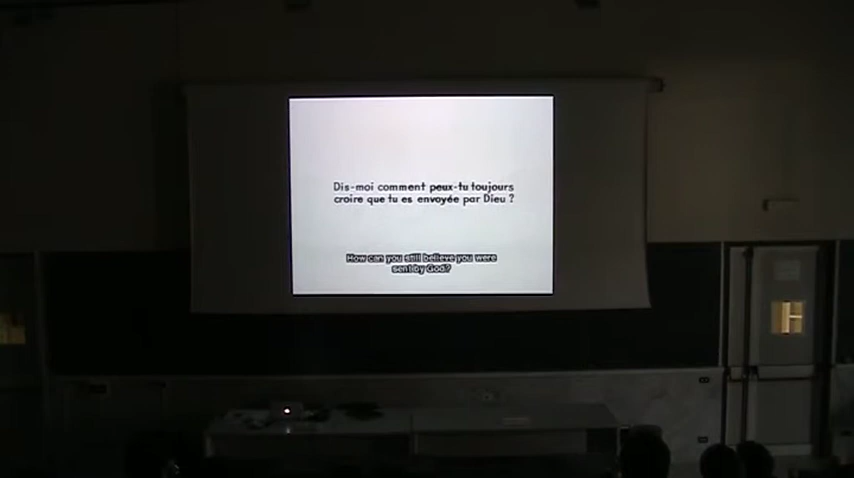 Dis-moi comment peux-tu toujours
croire que tu es envoyée par Dieu ?
How can you still believe you were
sent by God?